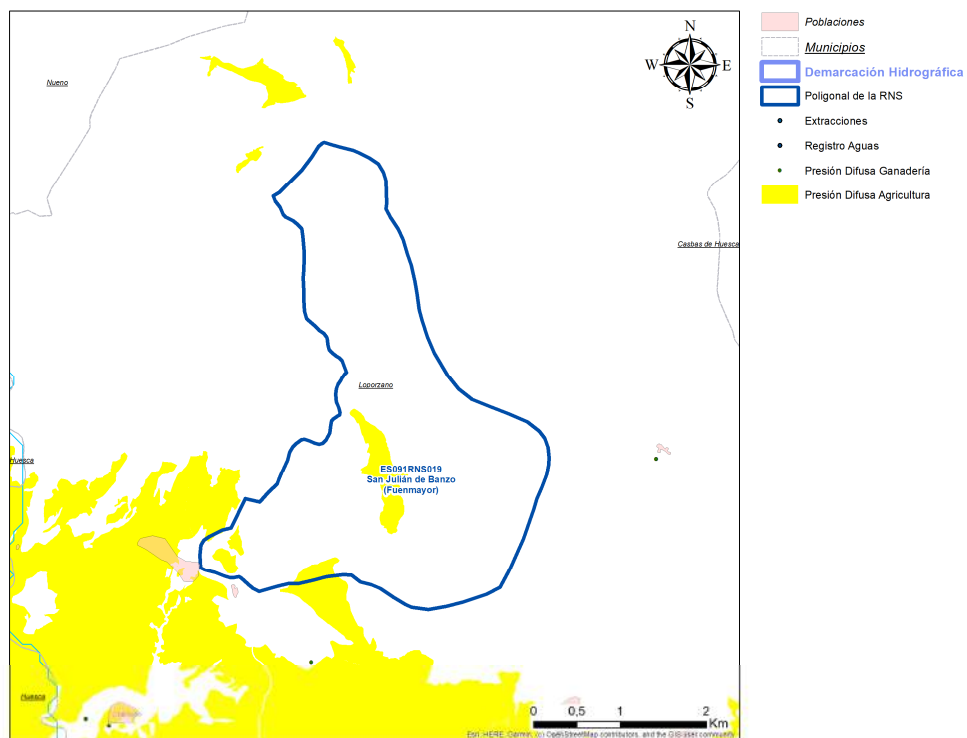 N
W E
S
Nueno
Casbas de Huesca
Loporzano
Huesca
ES091RNS019
San Julián de Banzo
(Fuenmayor)
Huesca
0 0,5 1 2
Km
Esri, HERE, Garmin, (c) OpenStreetMap contributors, and the GIS user community
Poblaciones
Municipios
Demarcación Hidrográfica
Poligonal de la RNS
Extracciones
Registro Aguas
Presión Difusa Ganadería
Presión Difusa Agricultura